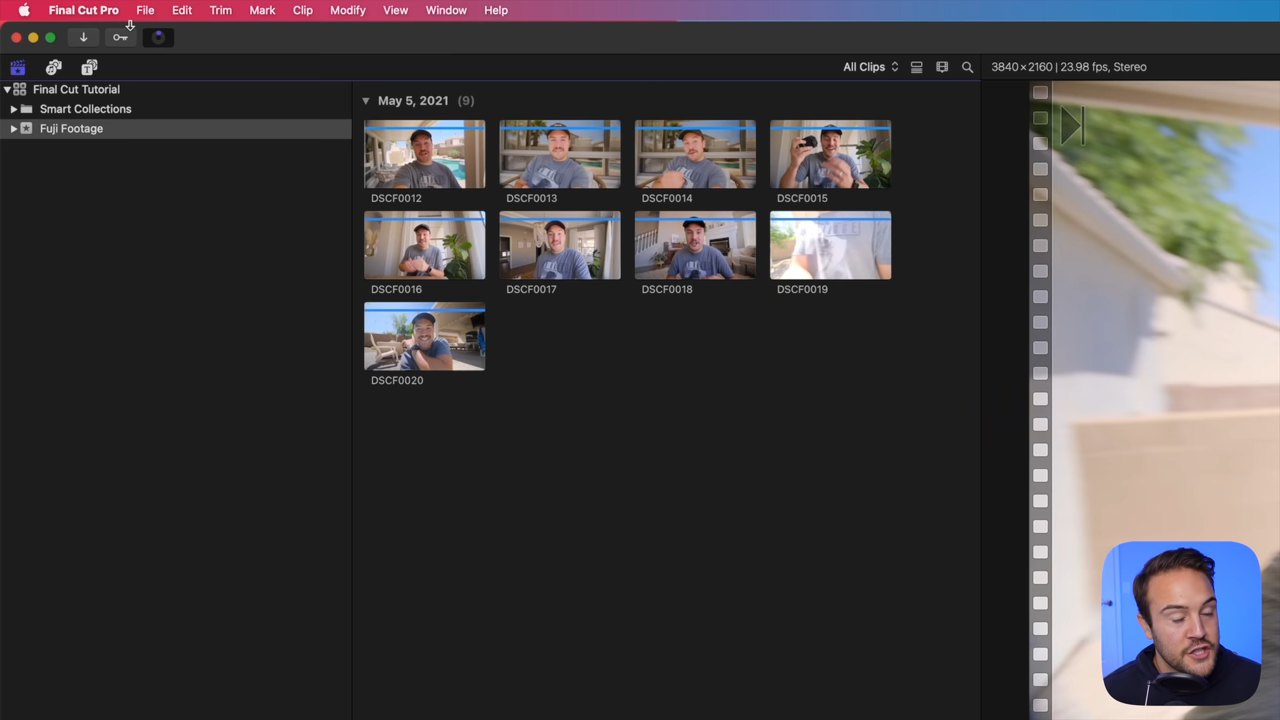 Final Cut Pro File Edit Trim Mark Clip Modify View Window Help
All Clips
3840×2160 | 23.98 fps, Stereo
Final Cut Tutorial
Smart Collections
Fuji Footage
May 5, 2021 (9)
DSCF0012 DSCF0013 DSCF0014 DSCF0015
DSCF0016 DSCF0017 DSCF0018 DSCF0019
DSCF0020